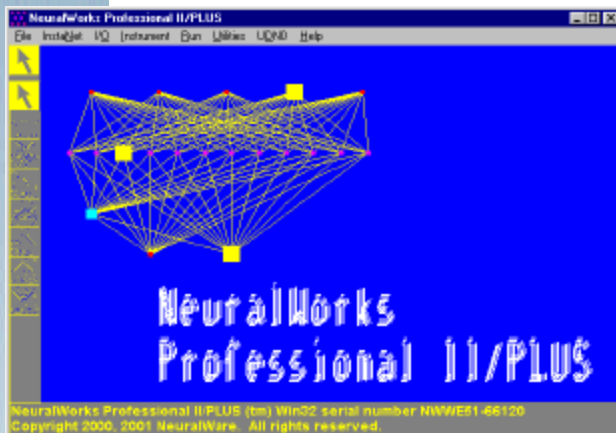 NeuralWorks Professional II/PLUS
File InstaNet I/O Instrument Run Utilities UDND Help
NeuralWorks
Professional II/PLUS
NeuralWorks Professional II/PLUS (tm) Win32 serial number NWWE51-66120
Copyright 2000, 2001 NeuralWare. All rights reserved.